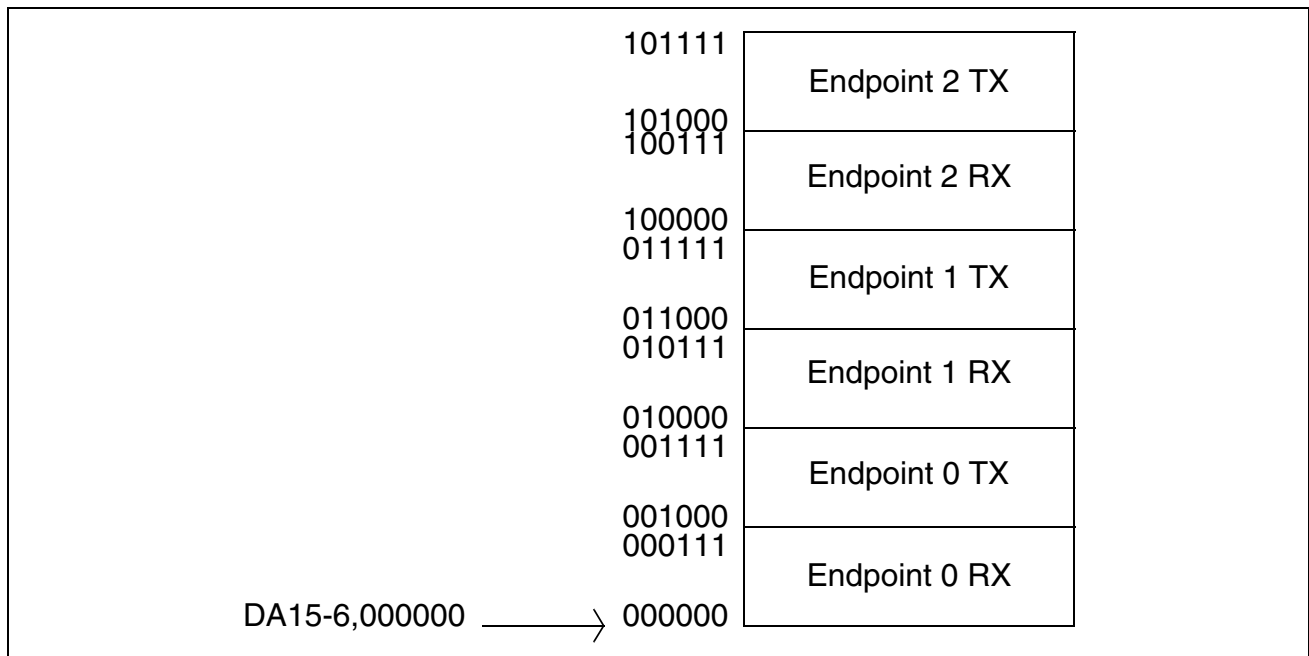 101111
Endpoint 2 TX
101000
100111
Endpoint 2 RX
100000
011111
Endpoint 1 TX
011000
010111
Endpoint 1 RX
010000
001111
Endpoint 0 TX
001000
000111
Endpoint 0 RX
DA15-6,000000 000000